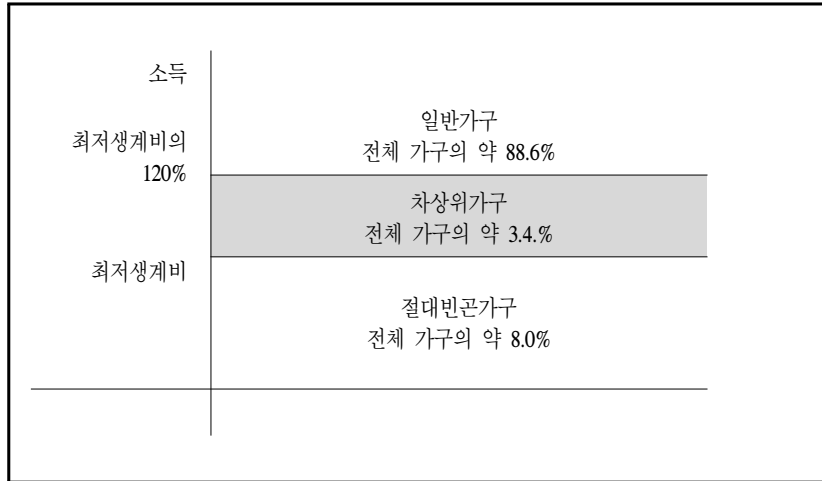 소득
일반가구
최저생계비의
전체 가구의 약 88.6%
120%
차상위가구
전체 가구의 약 3.4.%
최저생계비
절대빈곤가구
전체 가구의 약 8.0%